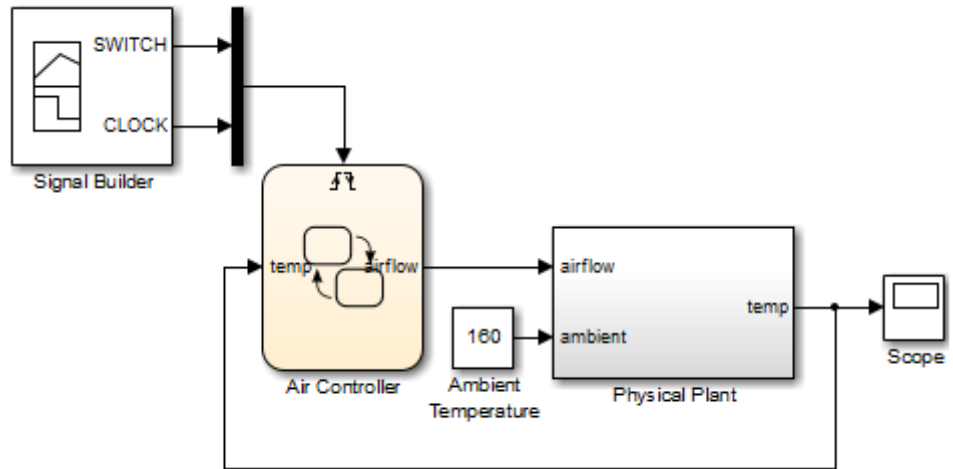 SWITCH
CLOCK
Signal Builder
temp
airflow
Air Controller
160
Ambient
Temperature
airflow
ambient
temp
Physical Plant
Scope